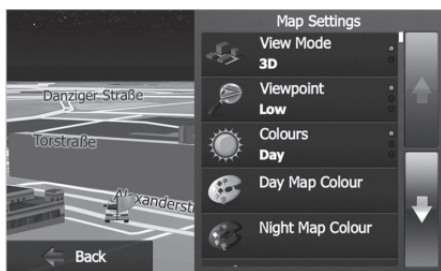 Map Settings
View Mode
3D
Viewpoint
Low
Colours
Day
Day Map Colour
Night Map Colour
Danziger Straße
Torstraße
Alexanderst
Back